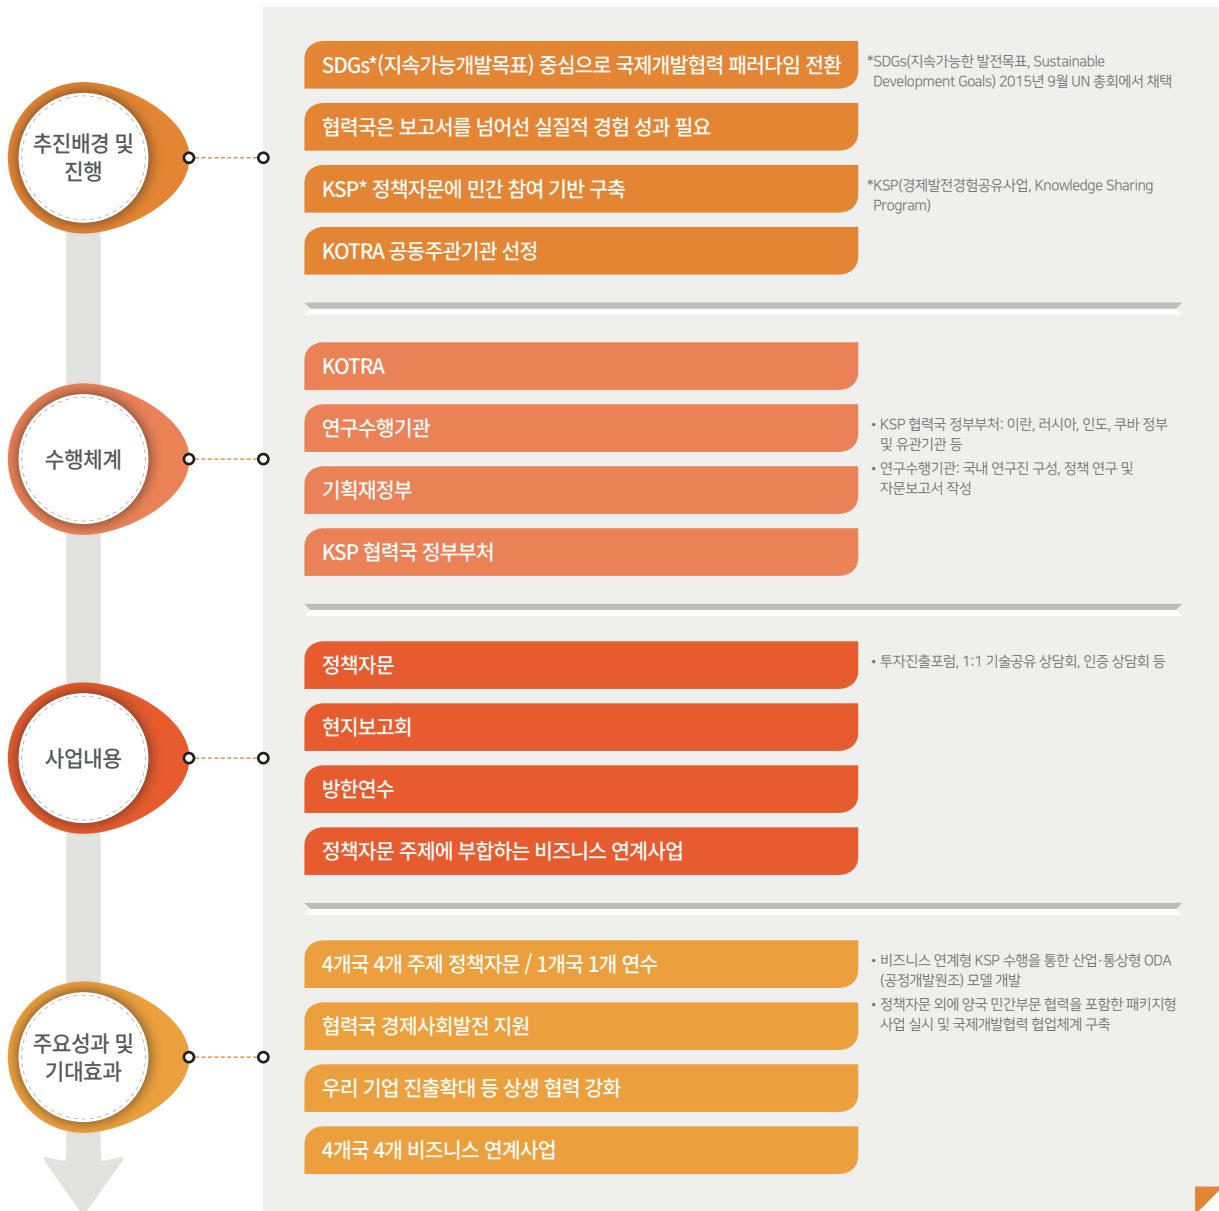 추진배경 및
진행
SDGs*(지속가능개발목표) 중심으로 국제개발협력 패러다임 전환
*SDGs(지속가능한 발전목표, Sustainable
Development Goals) 2015년 9월 UN 총회에서 채택
협력국은 보고서를 넘어선 실질적 경험 성과 필요
KSP* 정책자문에 민간 참여 기반 구축
*KSP(경제발전경험공유사업, Knowledge Sharing
Program)
KOTRA 공동주관기관 선정
수행체계
KOTRA
연구수행기관
기획재정부
KSP 협력국 정부부처
• KSP 협력국 정부부처: 이란, 러시아, 인도, 쿠바 정부
및 유관기관 등
• 연구수행기관: 국내 연구진 구성, 정책 연구 및
자문보고서 작성
사업내용
정책자문
• 투자진출포럼, 1:1 기술공유 상담회, 인증 상담회 등
현지보고회
방한연수
정책자문 주제에 부합하는 비즈니스 연계사업
주요성과 및
기대효과
4개국 4개 주제 정책자문 / 1개국 1개 연수
협력국 경제사회발전 지원
우리 기업 진출확대 등 상생 협력 강화
4개국 4개 비즈니스 연계사업
• 비즈니스 연계형 KSP 수행을 통한 산업·통상형 ODA
(공정개발원조) 모델 개발
• 정책자문 외에 양국 민간부문 협력을 포함한 패키지형
사업 실시 및 국제개발협력 협업체계 구축